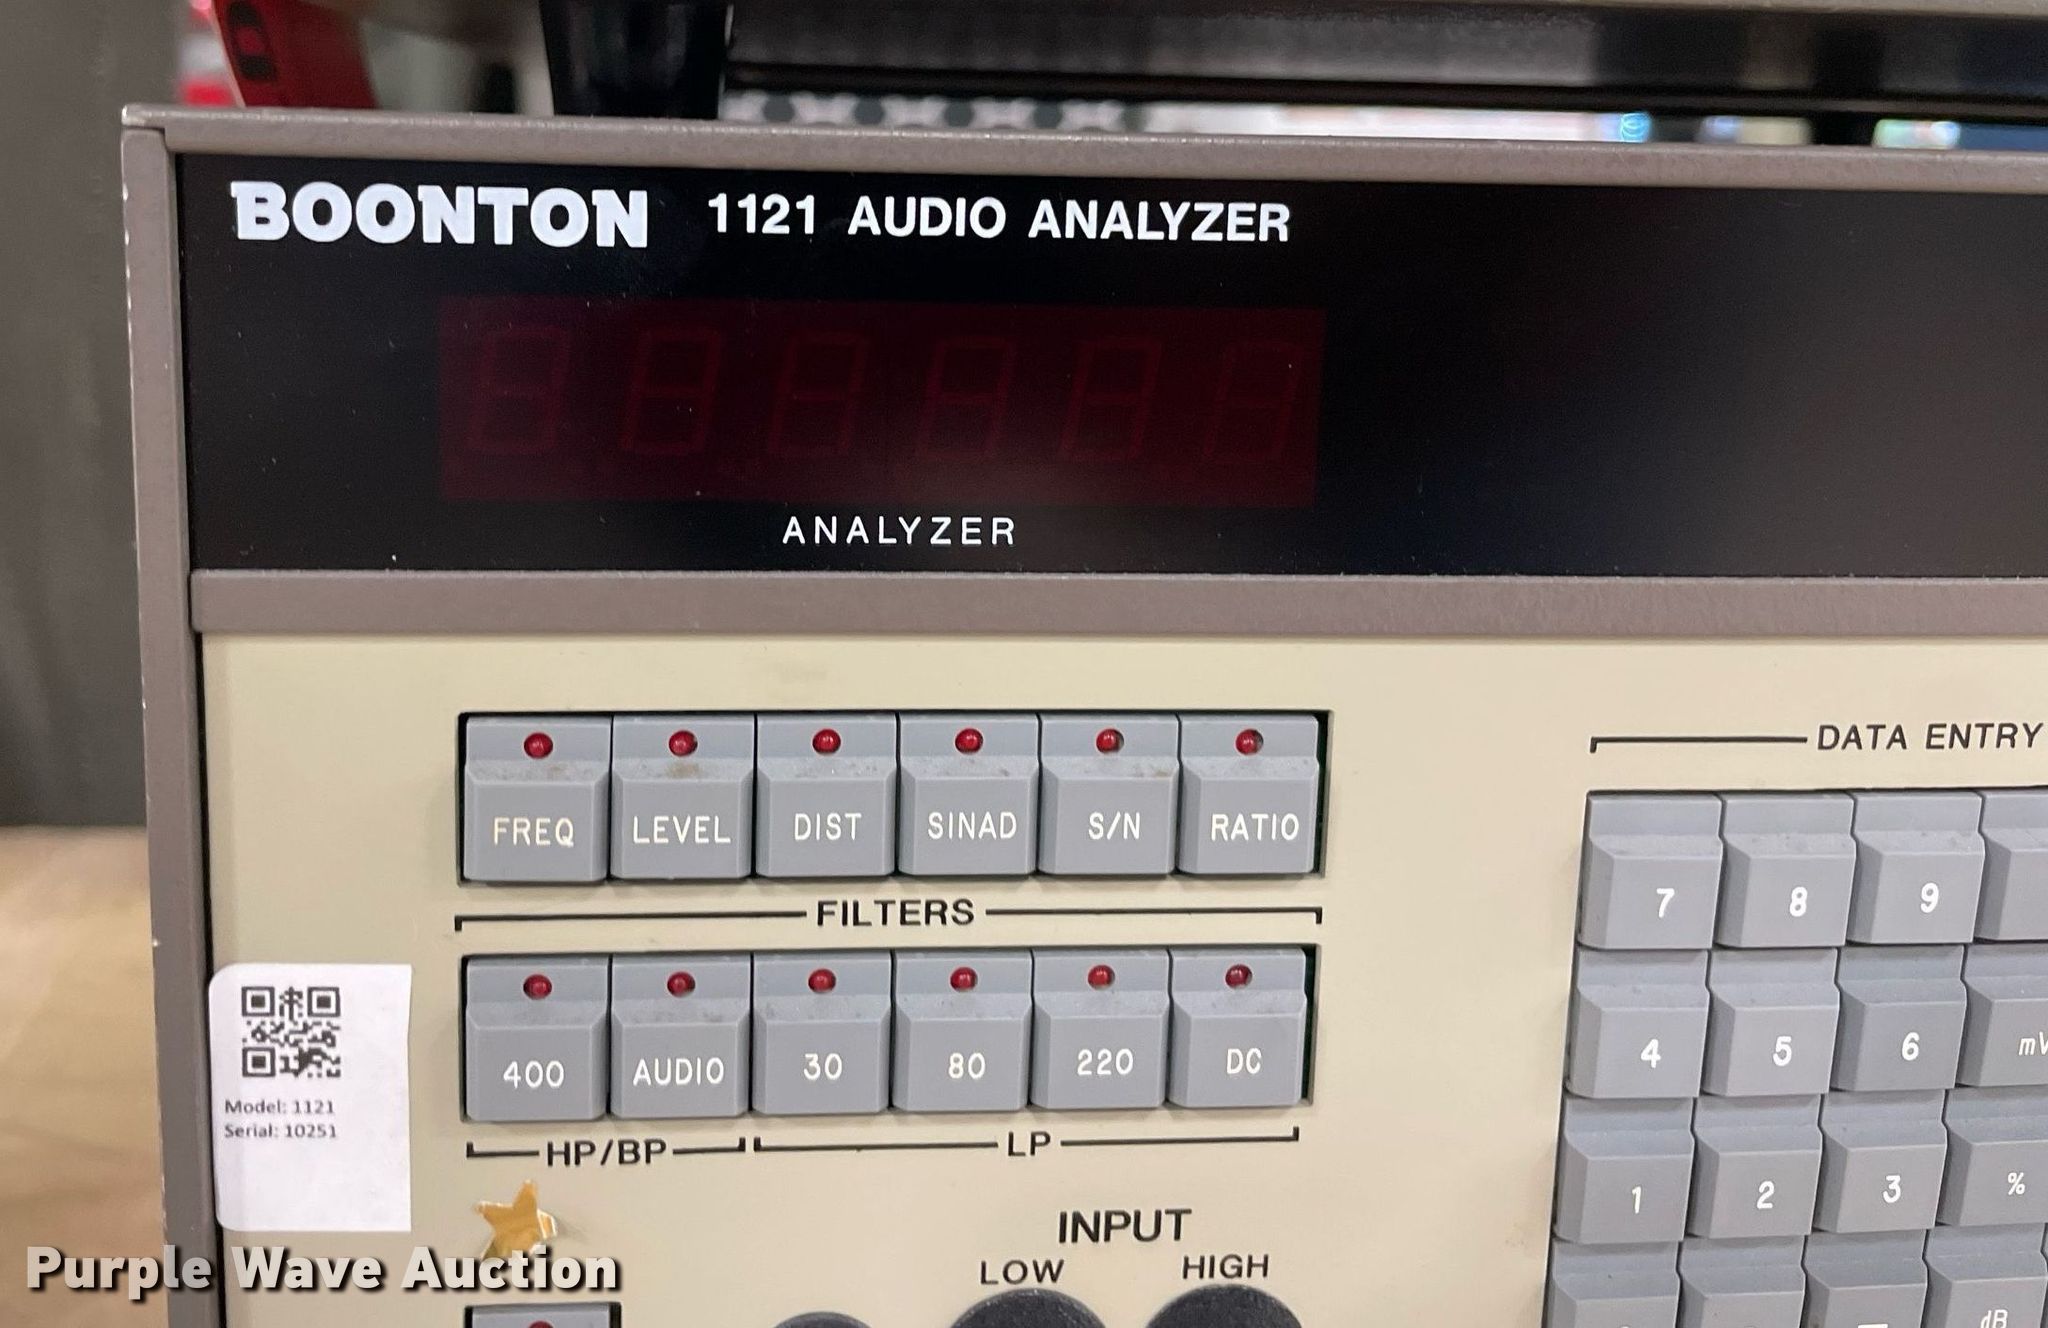 BOONTON 1121 AUDIO ANALYZER
ANALYZER
FREQ LEVEL DIST SINAD S/N RATIO
FILTERS
400 AUDIO 30 80 220 DC
HP/BP LP
DATA ENTRY
7 8 9
4 5 6 mV
1 2 3 %
dB
Model: 1121
Serial: 10251
INPUT
LOW HIGH
Purple Wave Auction